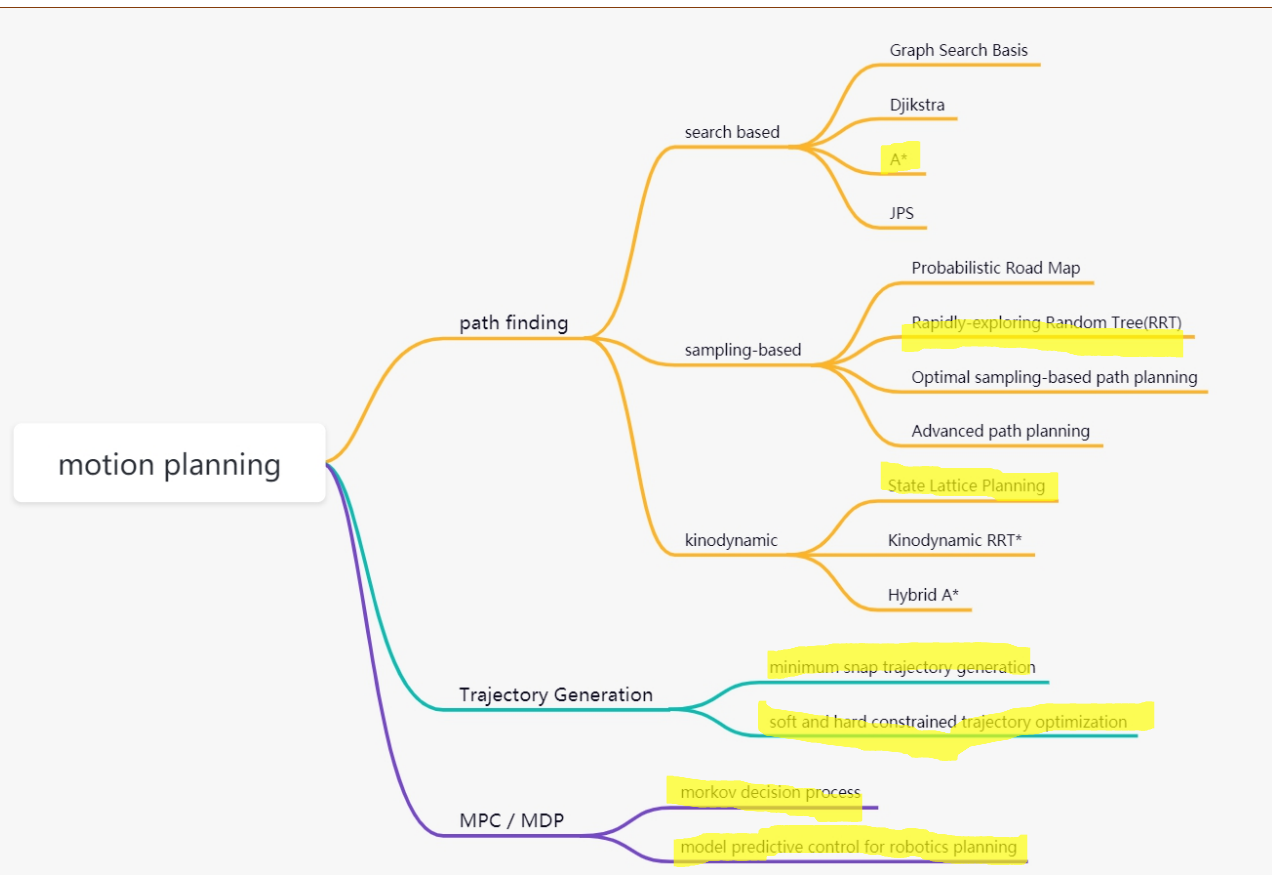 motion planning
path finding
search based
Graph Search Basis
Djikstra
A*
JPS
sampling-based
Probabilistic Road Map
Rapidly-exploring Random Tree(RRT)
Optimal sampling-based path planning
Advanced path planning
kinodynamic
State Lattice Planning
Kinodynamic RRT*
Hybrid A*
Trajectory Generation
minimum snap trajectory generation
soft and hard constrained trajectory optimization
MPC / MDP
morkov decision process
model predictive control for robotics planning